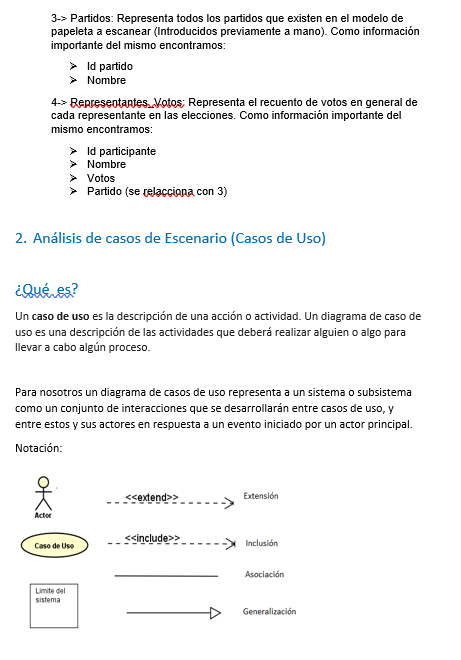 3-> Partidos: Representa todos los partidos que existen en el modelo de
papeleta a escanear (Introducidos previamente a mano). Como información
importante del mismo encontramos:
➢ Id partido
➢ Nombre
4-> Representantes_Votos: Representa el recuento de votos en general de
cada representante en las elecciones. Como información importante del
mismo encontramos:
➢ Id participante
➢ Nombre
➢ Votos
➢ Partido (se relacciona con 3)
2. Análisis de casos de Escenario (Casos de Uso)
¿Qué es?
Un caso de uso es la descripción de una acción o actividad. Un diagrama de caso de
uso es una descripción de las actividades que deberá realizar alguien o algo para
llevar a cabo algún proceso.
Para nosotros un diagrama de casos de uso representa a un sistema o subsistema
como un conjunto de interacciones que se desarrollarán entre casos de uso, y
entre estos y sus actores en respuesta a un evento iniciado por un actor principal.
Notación:
Actor
<<extend>>
Extensión
Caso de Uso
<<include>>
Inclusión
Asociación
Limite del
sistema
Generalización